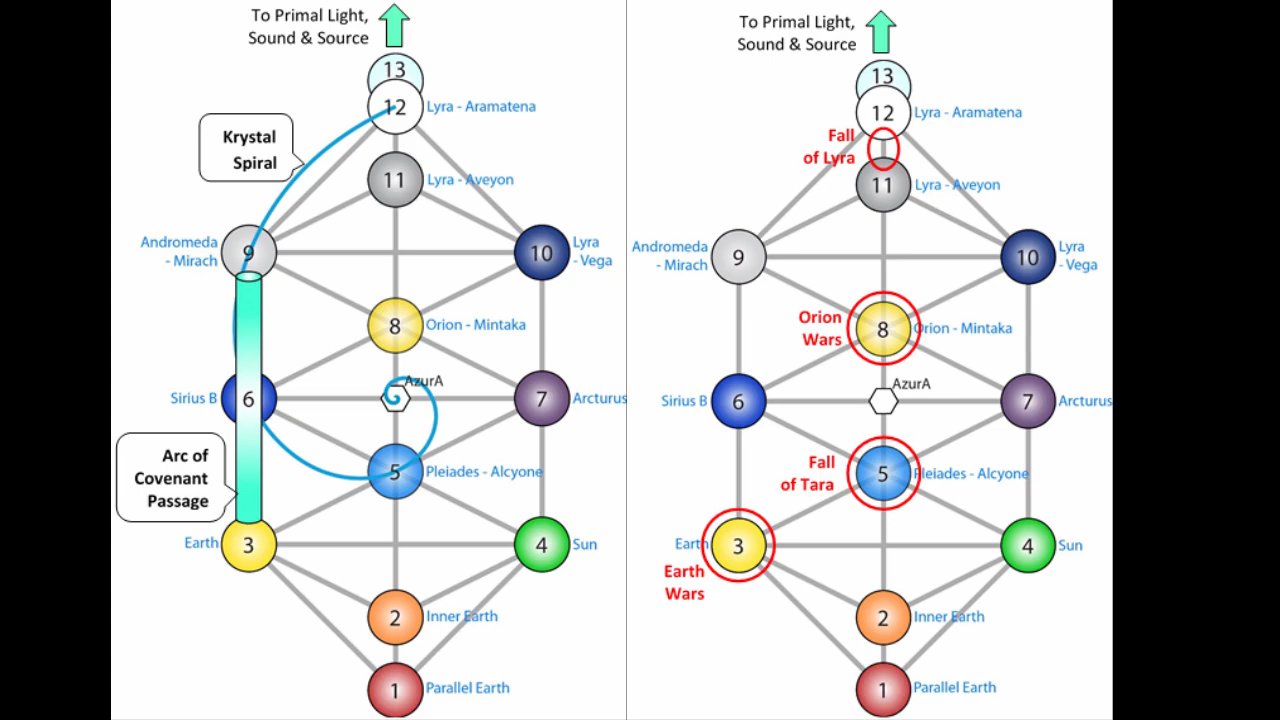 To Primal Light,
Sound & Source
13
12
Lyra - Aramatena
Krystal
Spiral
11
Lyra - Aveyon
Andromeda
- Mirach
9
10
Lyra
- Vega
8
Orion - Mintaka
AzurA
Sirius B
6
7
Arcturus
Arc of
Covenant
Passage
5
Pleiades - Alcyone
Earth
3
4
Sun
2
Inner Earth
1
Parallel Earth
To Primal Light,
Sound & Source
13
12
Lyra - Aramatena
Fall
of Lyra
11
Lyra - Aveyon
Andromeda
- Mirach
9
10
Lyra
- Vega
Orion
Wars
8
Orion - Mintaka
AzurA
Sirius B
6
7
Arcturus
Fall
of Tara
5
Pleiades - Alcyone
Earth
3
4
Sun
Earth
Wars
2
Inner Earth
1
Parallel Earth